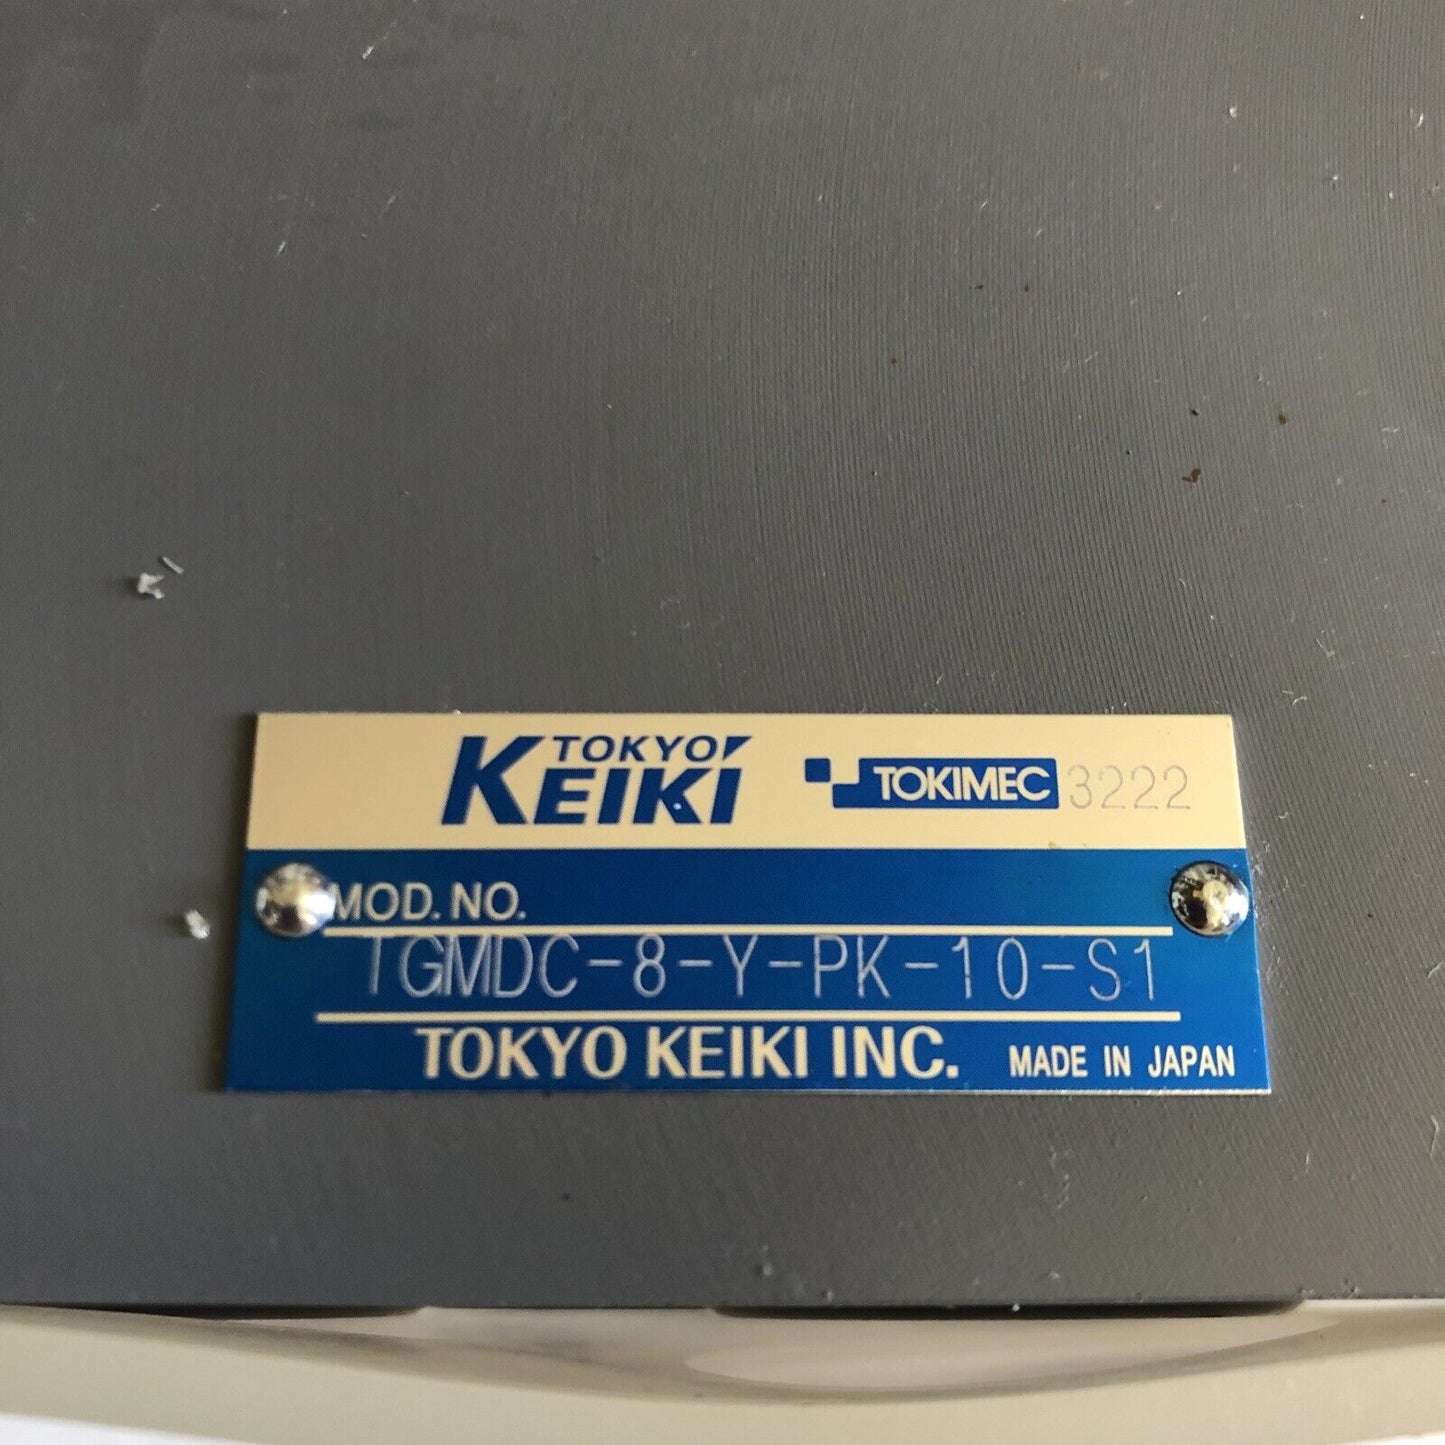 TOKYO
KEIKI
TOKIMEC 3222
MOD. NO.
TGMDC-8-Y-PK-10-S1
TOKYO KEIKI INC. MADE IN JAPAN